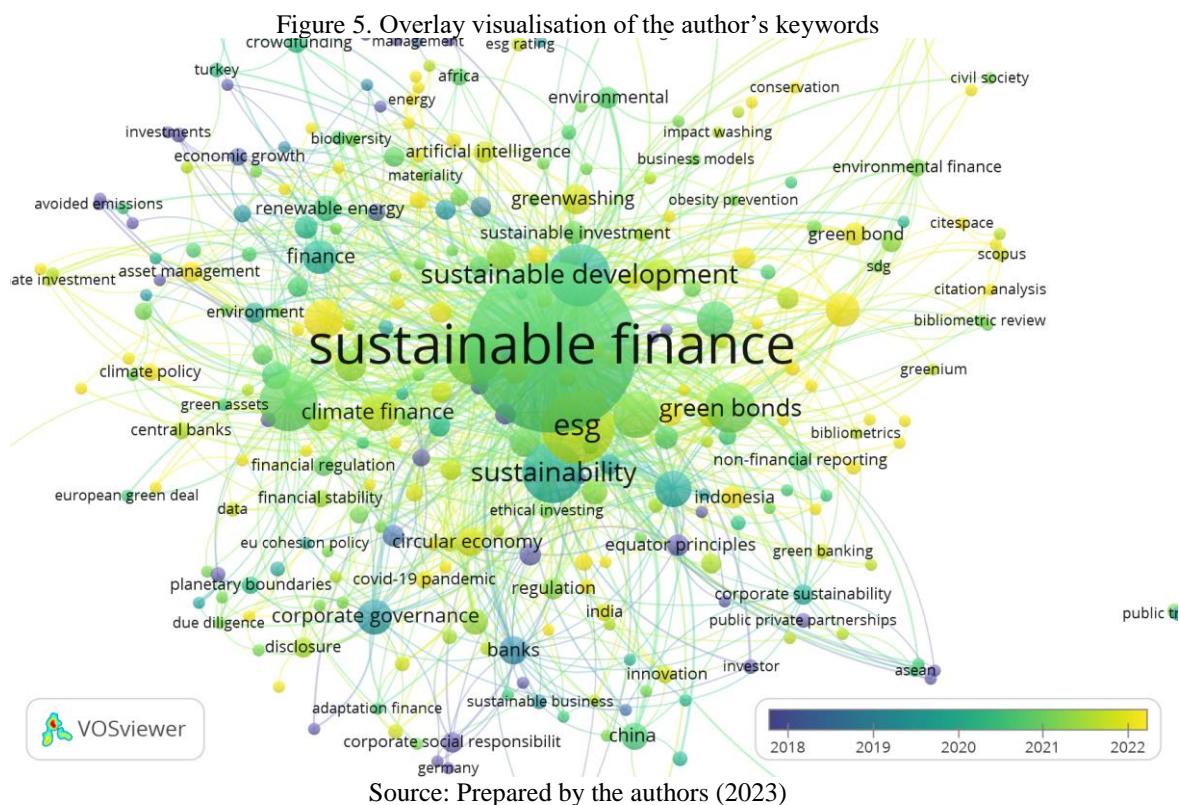 Figure 5. Overlay visualisation of the author's keywords
crowdfunding
management
esg rating
turkey
africa
civil society
energy
environmental
conservation
investments
biodiversity
impact washing
economic growth
artificial intelligence
business models
materiality
environmental finance
avoided emissions
renewable energy
greenwashing
obesity prevention
citespace
sustainable investment
green bond
finance
scopus
asset management
sustainable development
sdg
ate investment
citation analysis
environment
bibliometric review
sustainable finance
climate policy
greenium
green assets
climate finance
green bonds
central banks
esg
bibliometrics
financial regulation
non-financial reporting
sustainability
european green deal
financial stability
indonesia
data
ethical investing
eu cohesion policy
circular economy
equator principles
green banking
planetary boundaries
covid-19 pandemic
regulation
corporate sustainability
due diligence
corporate governance
india
public private partnerships
public tr
disclosure
banks
investor
asean
innovation
sustainable business
adaptation finance
VOSviewer
corporate social responsibilit
china
germany
2018 2019 2020 2021 2022
Source: Prepared by the authors (2023)